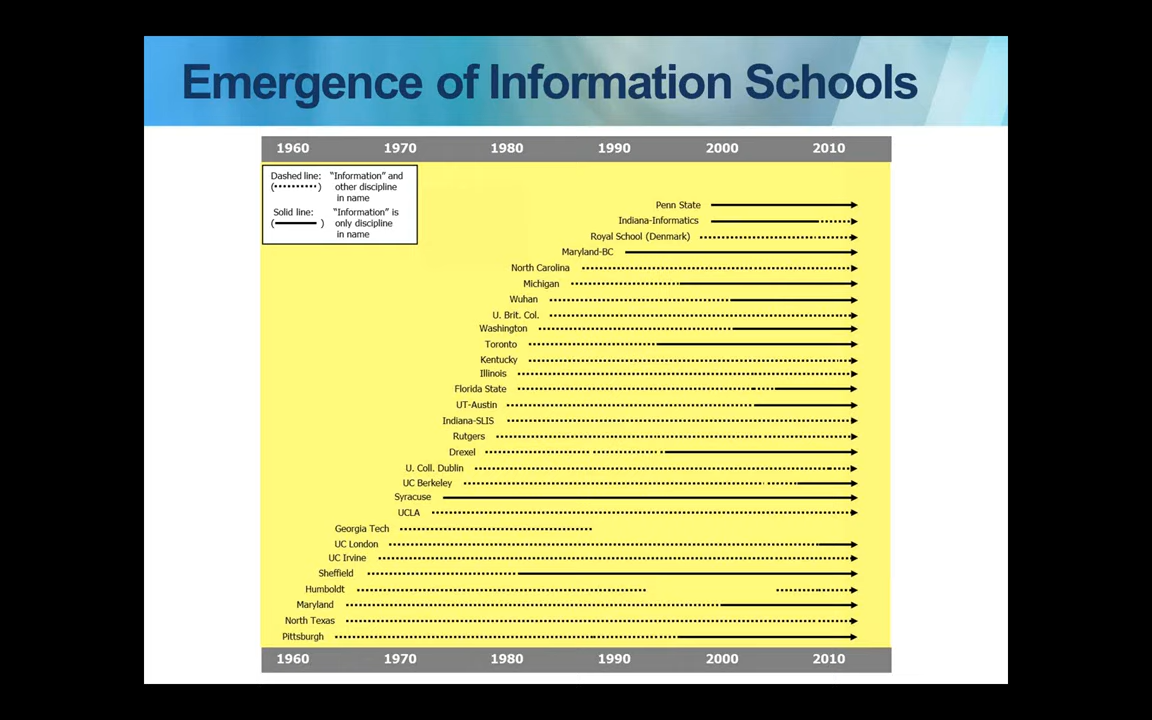 Emergence of Information Schools
1960 1970 1980 1990 2000 2010
Dashed line: "Information" and
( ) other discipline
in name
Solid line: "Information" is
( ) only discipline
in name
Penn State
Indiana-Informatics
Royal School (Denmark)
Maryland-BC
North Carolina
Michigan
Wuhan
U. Brit. Col.
Washington
Toronto
Kentucky
Illinois
Florida State
UT-Austin
Indiana-SLIS
Rutgers
Drexel
U. Coll. Dublin
UC Berkeley
Syracuse
UCLA
Georgia Tech
UC London
UC Irvine
Sheffield
Humboldt
Maryland
North Texas
Pittsburgh
1960 1970 1980 1990 2000 2010